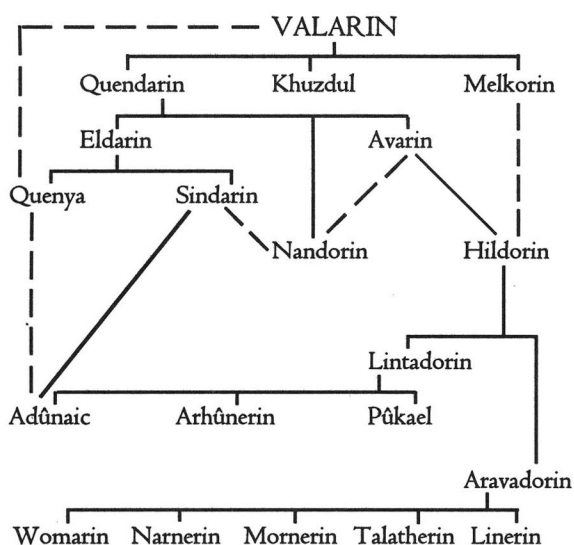 VALARIN
Quendarin Khuzdul Melkorin
Eldarin Avarin
Quenya Sindarin
Nandorin Hildorin
Lintadorin
Adûnaic Arhûnerin Pûkael
Aravadorin
Womarin Narnerin Mornerin Talatherin Linerin